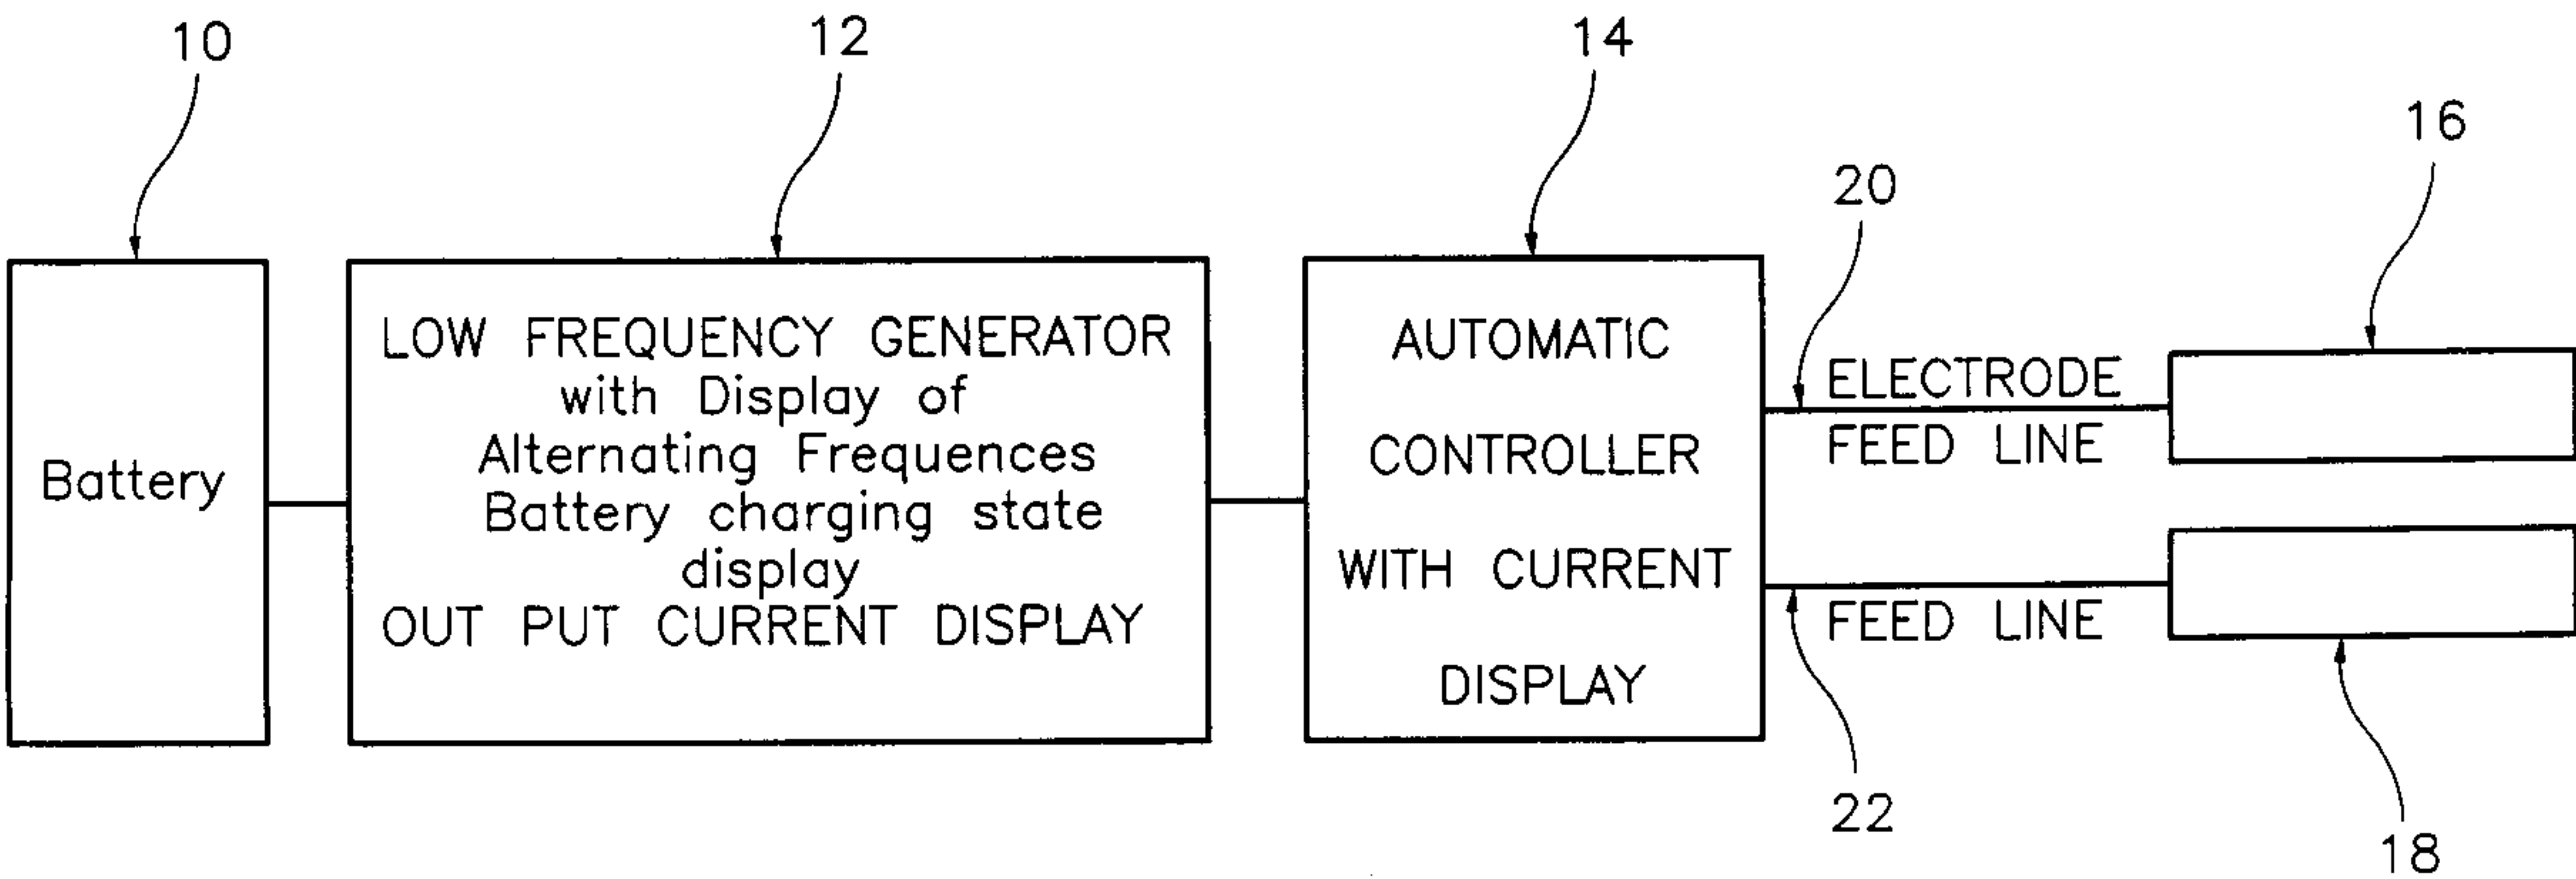 10
12
14
16
20
Battery
LOW FREQUENCY GENERATOR
with Display of
Alternating Frequences
Battery charging state
display
OUT PUT CURRENT DISPLAY
AUTOMATIC
CONTROLLER
WITH CURRENT
DISPLAY
ELECTRODE
FEED LINE
FEED LINE
22
18